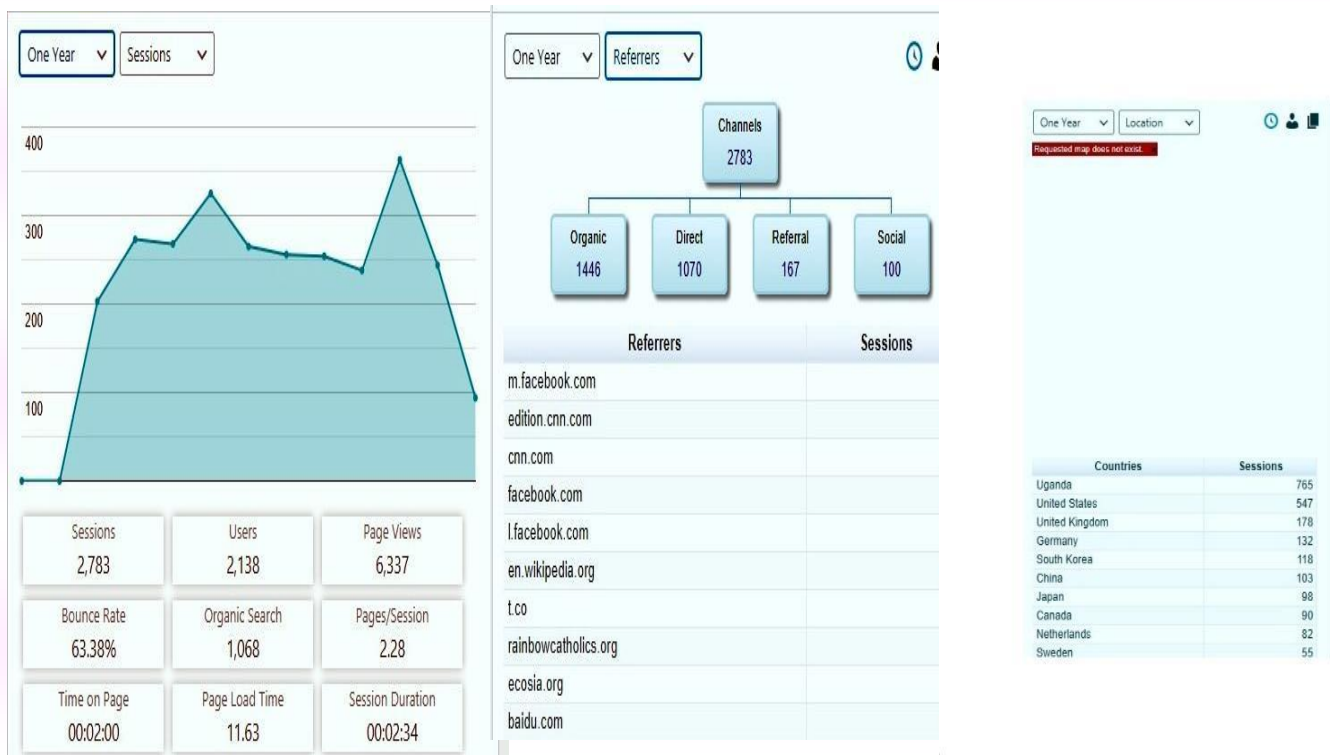 One Year Sessions
400
300
200
100
Sessions Users Page Views
2,783 2,138 6,337
Bounce Rate Organic Search Pages/Session
63.38% 1,068 2.28
Time on Page Page Load Time Session Duration
00:02:00 11.63 00:02:34
One Year Referrers
Channels
2783
Organic Direct Referral Social
1446 1070 167 100
Referrers Sessions
m.facebook.com
edition.cnn.com
cnn.com
facebook.com
l.facebook.com
en.wikipedia.org
t.co
rainbowcatholics.org
ecosia.org
baidu.com
One Year Location
Requested map does not exist.
Countries Sessions
Uganda 765
United States 547
United Kingdom 178
Germany 132
South Korea 118
China 103
Japan 98
Canada 90
Netherlands 82
Sweden 55